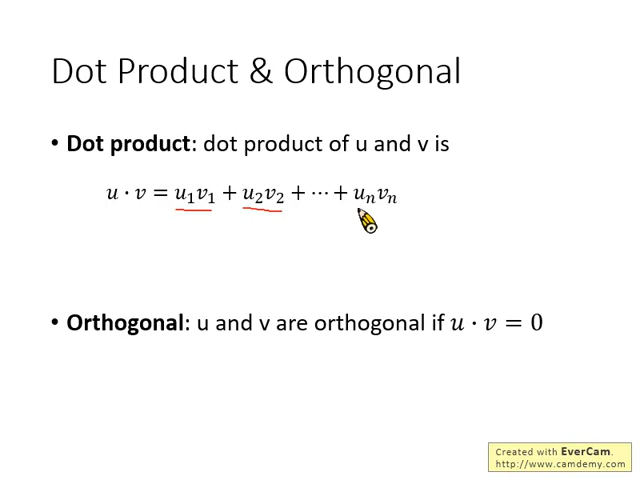 Dot Product & Orthogonal
• Dot product: dot product of u and v is
u · v = u₁v₁ + u₂v₂ + ⋯ + uₙvₙ
• Orthogonal: u and v are orthogonal if u · v = 0
Created with EverCam.
http://www.camdemy.com